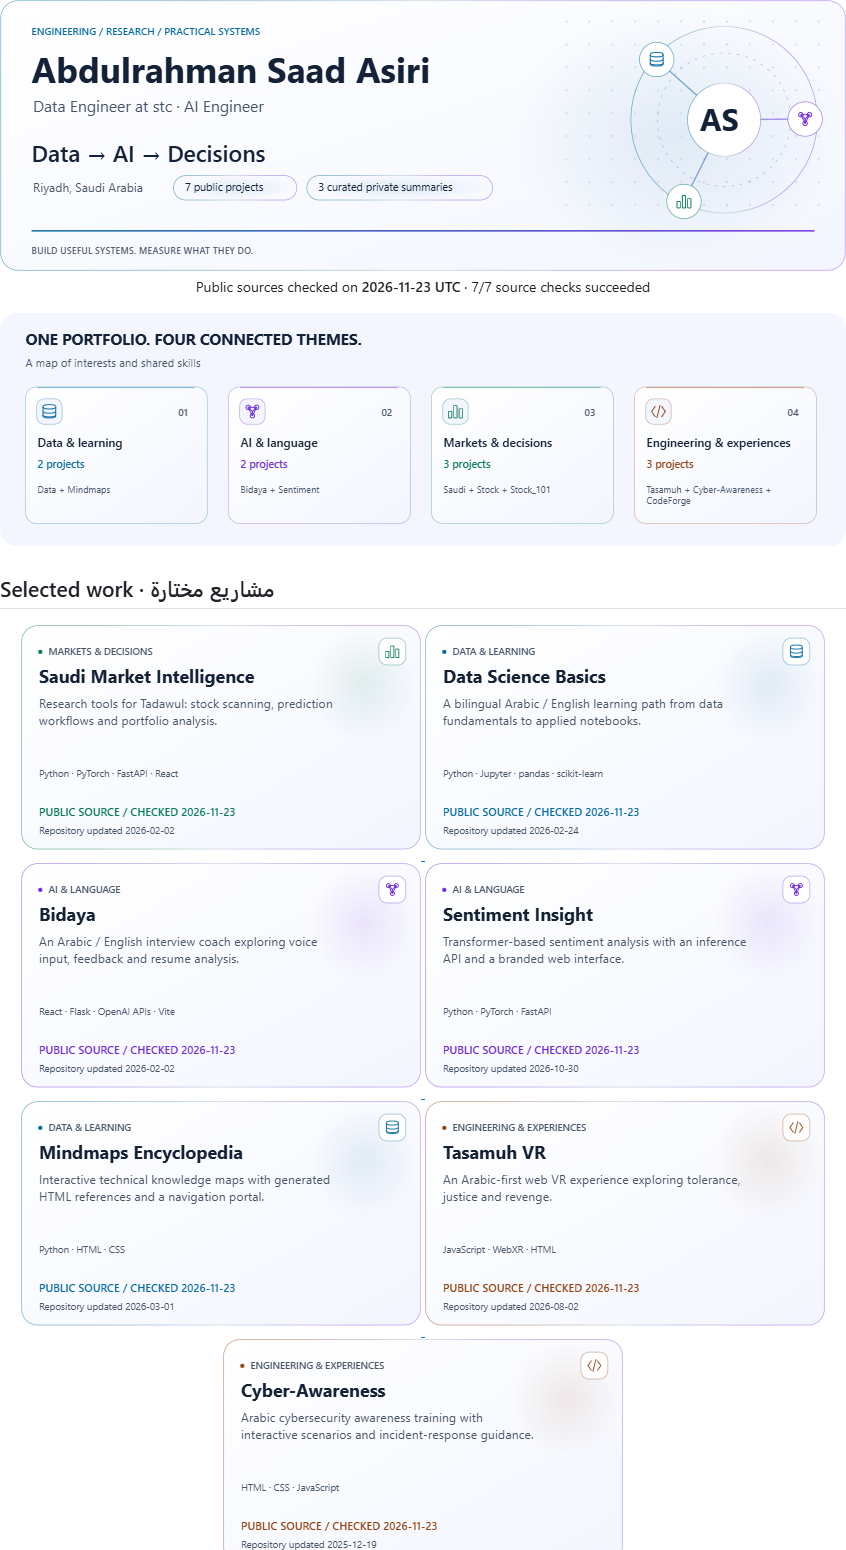 ENGINEERING / RESEARCH / PRACTICAL SYSTEMS
Abdulrahman Saad Asiri
Data Engineer at stc · AI Engineer
Data → AI → Decisions
Riyadh, Saudi Arabia
7 public projects
3 curated private summaries
BUILD USEFUL SYSTEMS. MEASURE WHAT THEY DO.
AS
Public sources checked on 2026-11-23 UTC · 7/7 source checks succeeded
ONE PORTFOLIO. FOUR CONNECTED THEMES.
A map of interests and shared skills
01
Data & learning
2 projects
Data + Mindmaps
02
AI & language
2 projects
Bidaya + Sentiment
03
Markets & decisions
3 projects
Saudi + Stock + Stock_101
04
Engineering & experiences
3 projects
Tasamuh + Cyber-Awareness +
CodeForge
Selected work · مشاريع مختارة
MARKETS & DECISIONS
Saudi Market Intelligence
Research tools for Tadawul: stock scanning, prediction
workflows and portfolio analysis.
Python · PyTorch · FastAPI · React
PUBLIC SOURCE / CHECKED 2026-11-23
Repository updated 2026-02-02
DATA & LEARNING
Data Science Basics
A bilingual Arabic / English learning path from data
fundamentals to applied notebooks.
Python · Jupyter · pandas · scikit-learn
PUBLIC SOURCE / CHECKED 2026-11-23
Repository updated 2026-02-24
AI & LANGUAGE
Bidaya
An Arabic / English interview coach exploring voice
input, feedback and resume analysis.
React · Flask · OpenAI APIs · Vite
PUBLIC SOURCE / CHECKED 2026-11-23
Repository updated 2026-02-02
AI & LANGUAGE
Sentiment Insight
Transformer-based sentiment analysis with an inference
API and a branded web interface.
Python · PyTorch · FastAPI
PUBLIC SOURCE / CHECKED 2026-11-23
Repository updated 2026-10-30
DATA & LEARNING
Mindmaps Encyclopedia
Interactive technical knowledge maps with generated
HTML references and a navigation portal.
Python · HTML · CSS
PUBLIC SOURCE / CHECKED 2026-11-23
Repository updated 2026-03-01
ENGINEERING & EXPERIENCES
Tasamuh VR
An Arabic-first web VR experience exploring tolerance,
justice and revenge.
JavaScript · WebXR · HTML
PUBLIC SOURCE / CHECKED 2026-11-23
Repository updated 2026-08-02
ENGINEERING & EXPERIENCES
Cyber-Awareness
Arabic cybersecurity awareness training with
interactive scenarios and incident-response guidance.
HTML · CSS · JavaScript
PUBLIC SOURCE / CHECKED 2026-11-23
Repository updated 2025-12-19